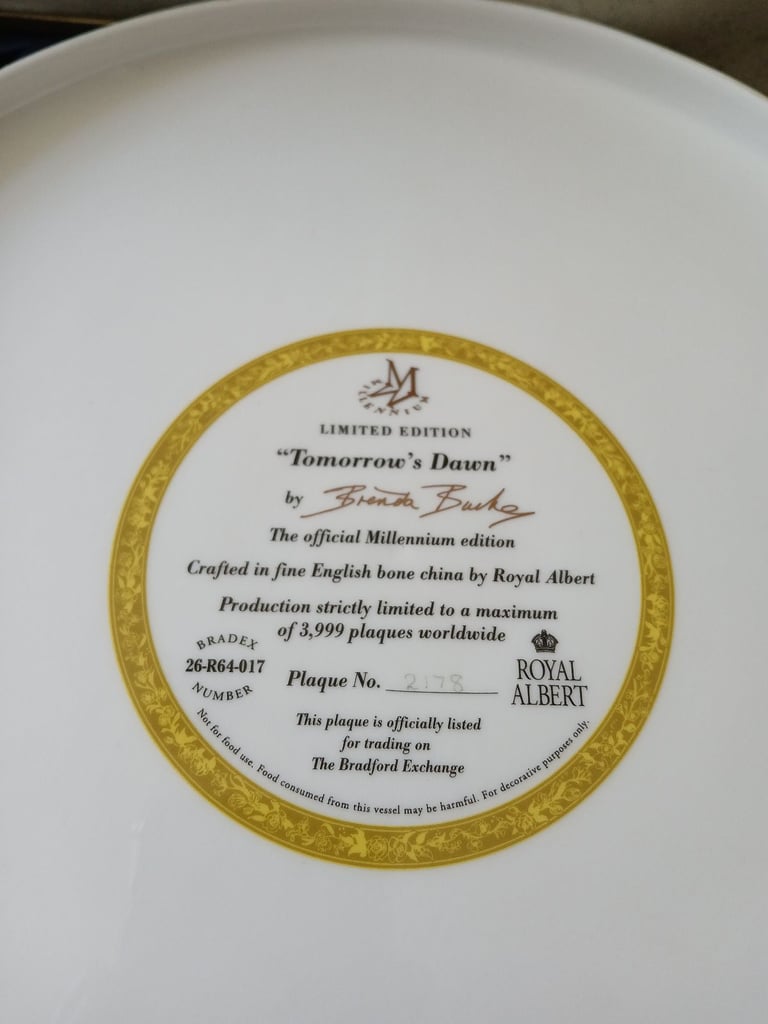 M
MILLENNIUM
LIMITED EDITION
“Tomorrow’s Dawn”
by Brenda Burke
The official Millennium edition
Crafted in fine English bone china by Royal Albert
Production strictly limited to a maximum
of 3,999 plaques worldwide
BRADEX
26-R64-017
NUMBER
Plaque No. 2178
ROYAL
ALBERT
This plaque is officially listed
for trading on
The Bradford Exchange
Not for food use. Food consumed from this vessel may be harmful. For decorative purposes only.